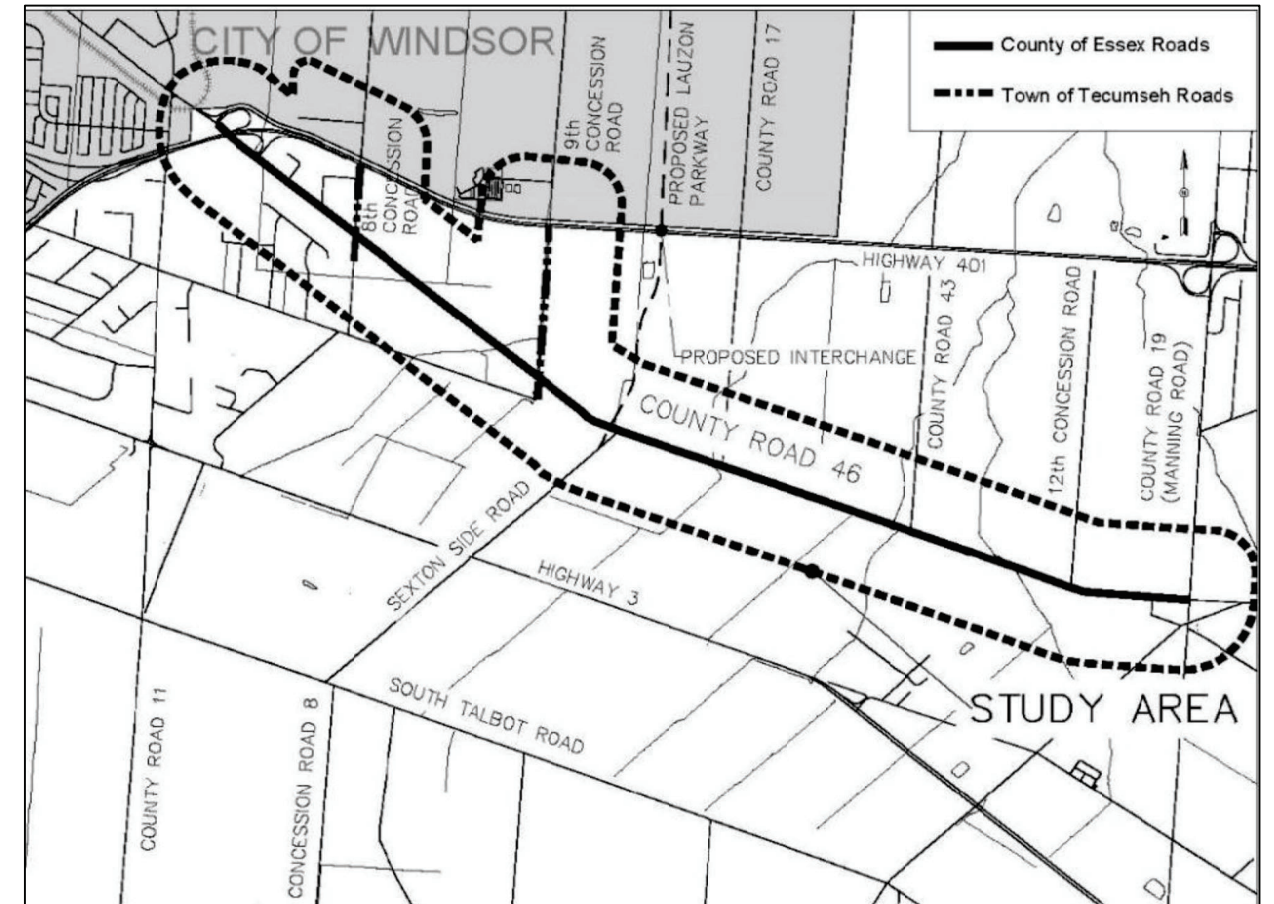 CITY OF WINDSOR
County of Essex Roads
Town of Tecumseh Roads
8th
CONCESSION
ROAD
9th
CONCESSION
ROAD
PROPOSED LAUZON
PARKWAY
COUNTY ROAD 17
HIGHWAY 401
PROPOSED INTERCHANGE
COUNTY ROAD 43
12th CONCESSION ROAD
COUNTY ROAD 19
(MANNING ROAD)
COUNTY ROAD 46
SEXTON SIDE ROAD
HIGHWAY 3
STUDY AREA
SOUTH TALBOT ROAD
COUNTY ROAD 11
CONCESSION ROAD 8